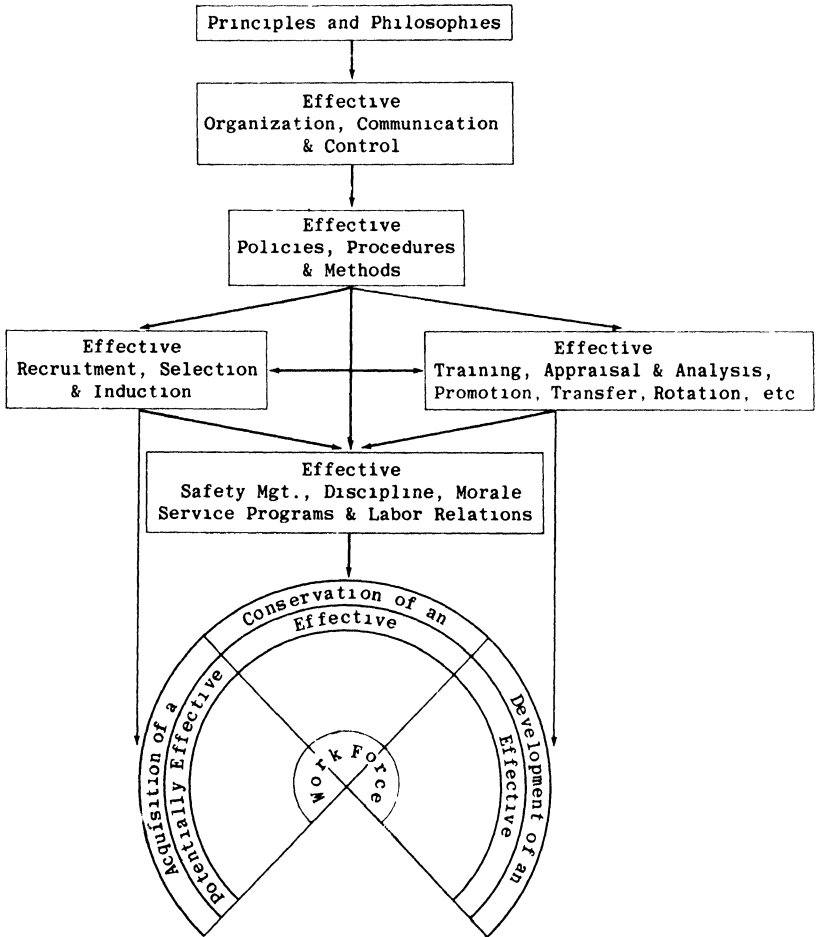 Principles and Philosophies
Effective
Organization, Communication
& Control
Effective
Policies, Procedures
& Methods
Effective
Recruitment, Selection
& Induction
Effective
Training, Appraisal & Analysis,
Promotion, Transfer, Rotation, etc
Effective
Safety Mgt., Discipline, Morale
Service Programs & Labor Relations
Conservation of an
Effective
Acquisition of a
Potentially Effective
Development of an
Effective
Work Force